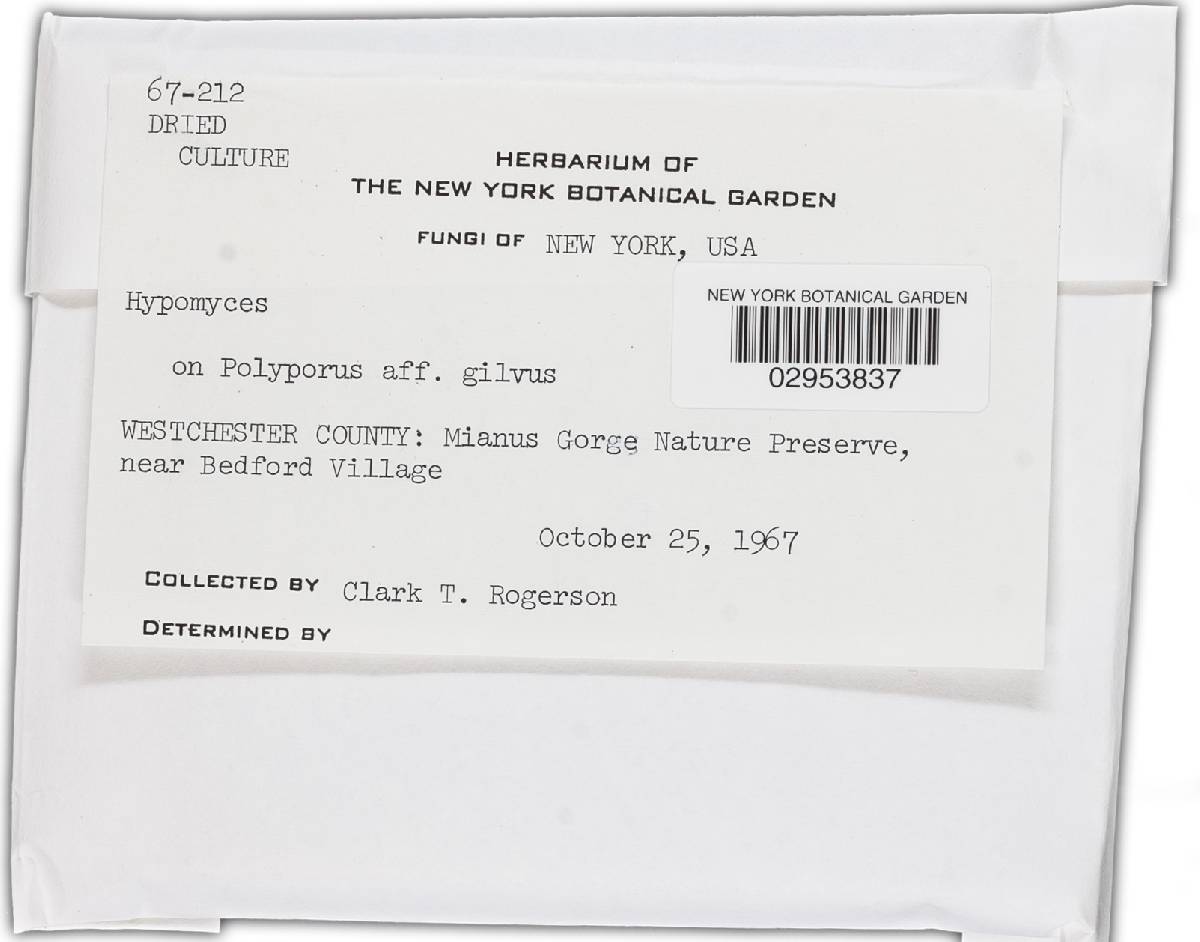 67-212
DRIED
CULTURE
HERBARIUM OF
THE NEW YORK BOTANICAL GARDEN
FUNGI OF NEW YORK, USA
Hypomyces
NEW YORK BOTANICAL GARDEN
02953837
on Polyporus aff. gilvus
WESTCHESTER COUNTY: Mianus Gorge Nature Preserve,
near Bedford Village
October 25, 1967
COLLECTED BY Clark T. Rogerson
DETERMINED BY